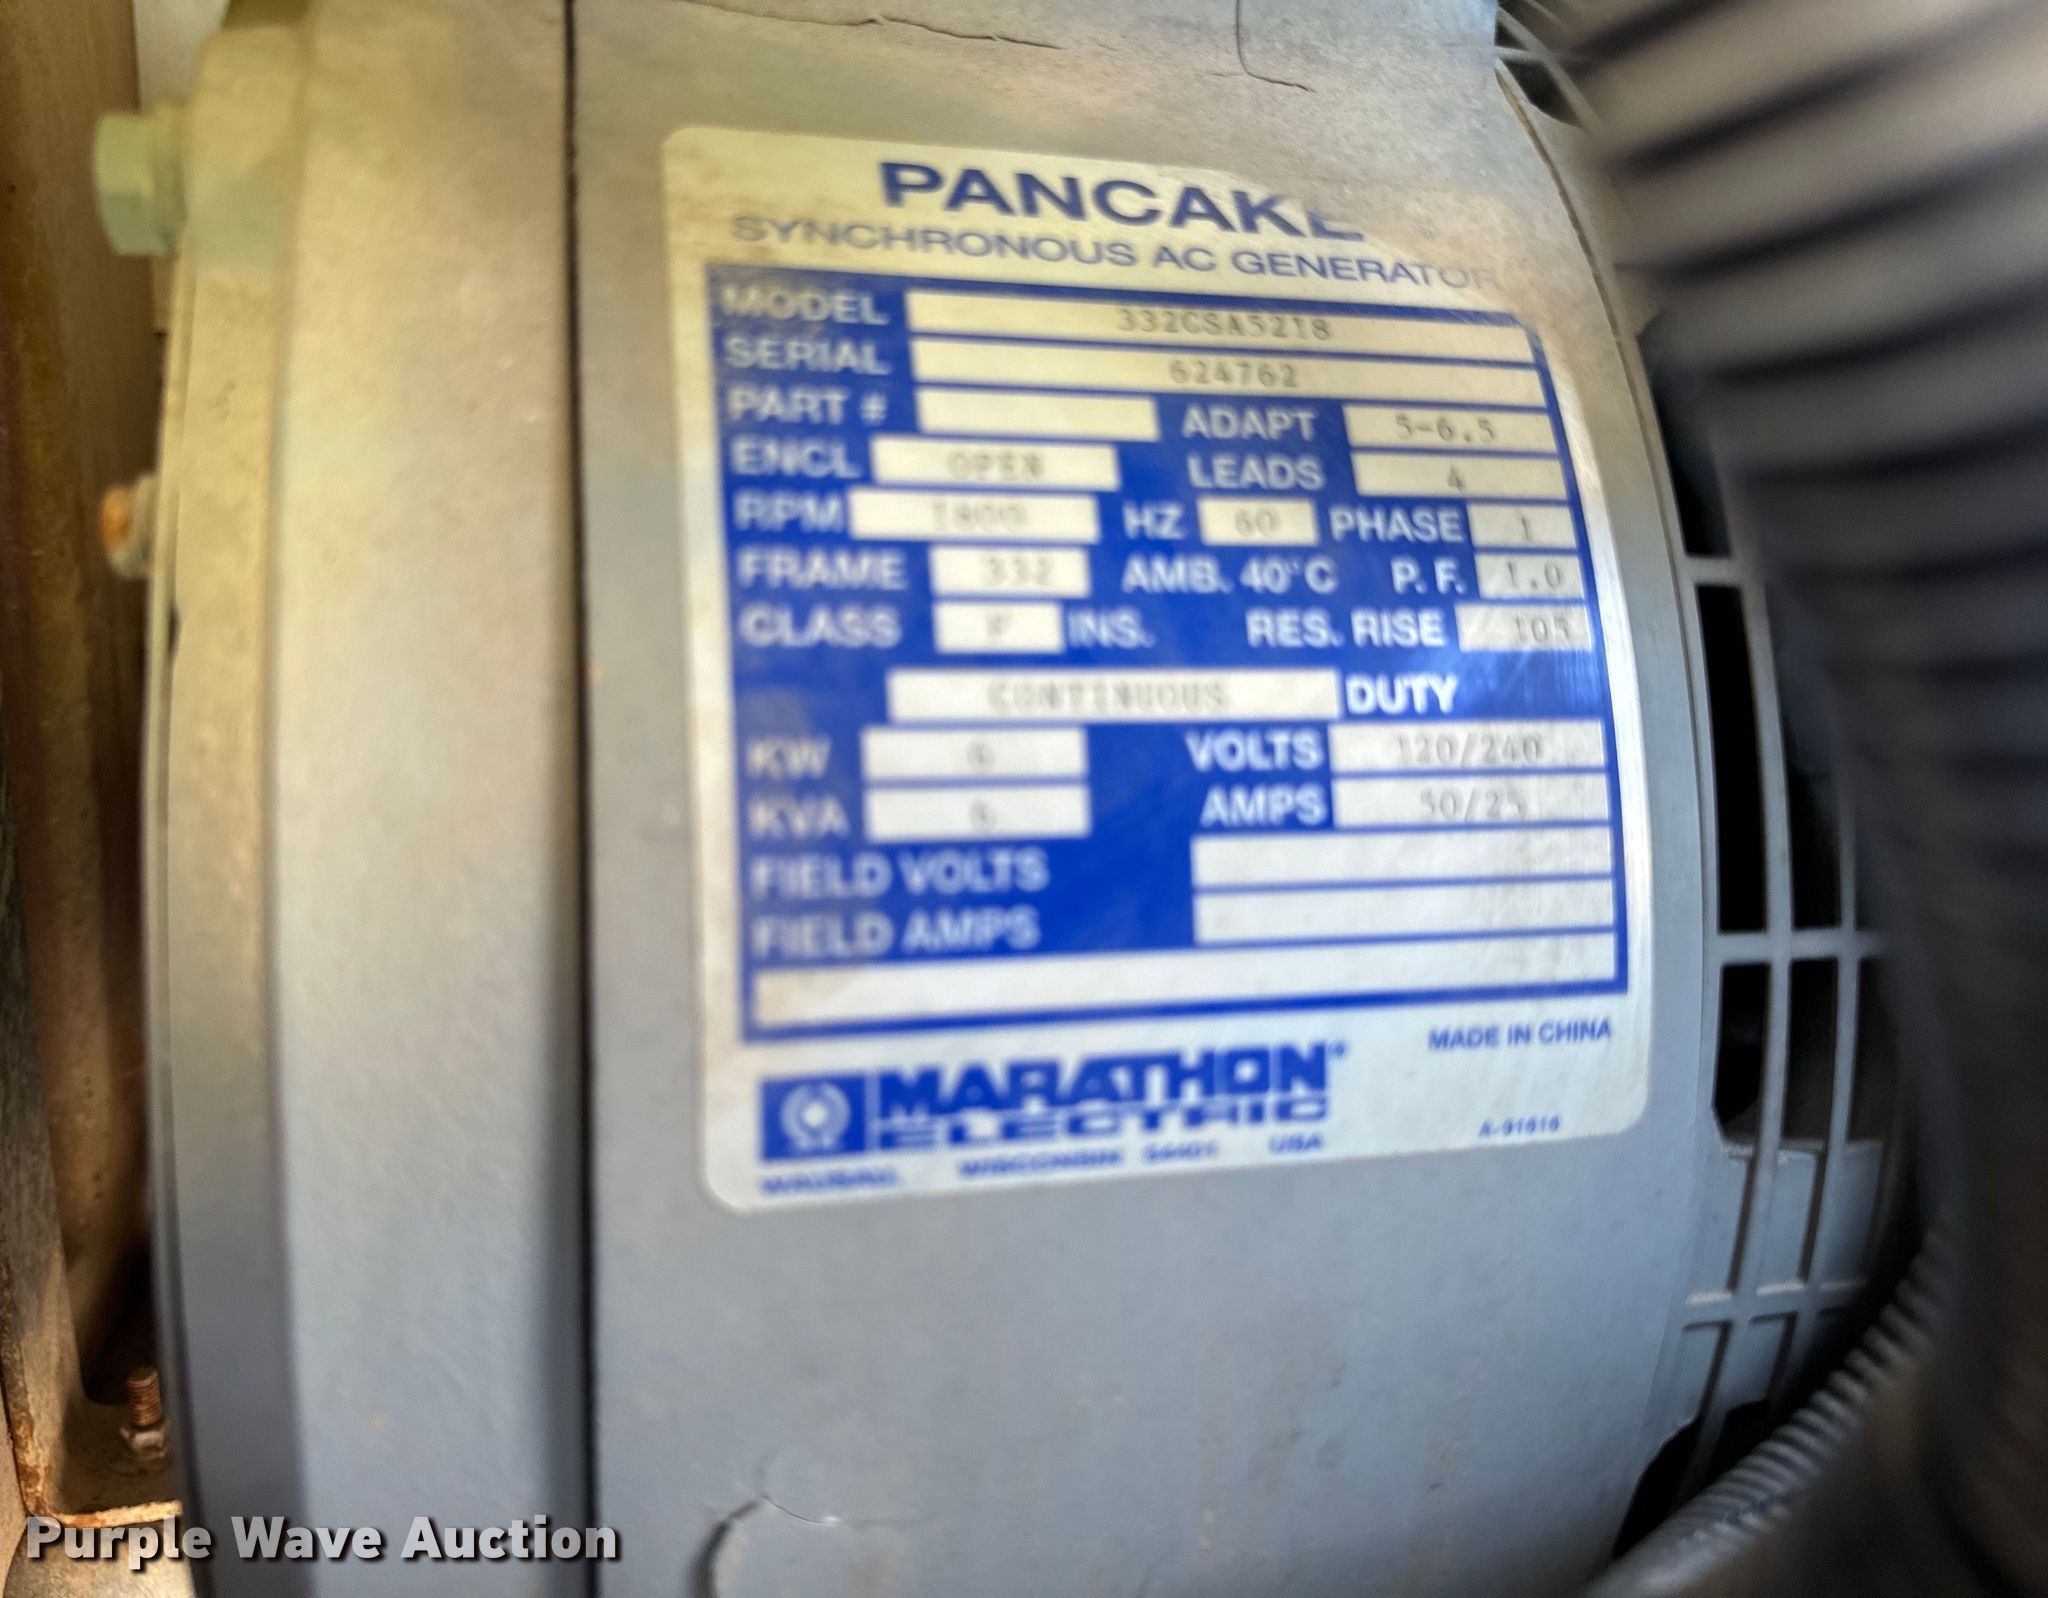 PANCAKE
SYNCHRONOUS AC GENERATOR
MODEL 332CSA5218
SERIAL 624762
PART # ADAPT 5-6.5
ENCL OPEN LEADS 4
RPM 1800 HZ 60 PHASE 1
FRAME 332 AMB. 40°C P. F. 1.0
CLASS F INS. RES. RISE 105
CONTINUOUS DUTY
KW 6 VOLTS 120/240
KVA 6 AMPS 50/25
FIELD VOLTS
FIELD AMPS
MADE IN CHINA
MARATHON®
ELECTRIC
WAUSAU, WISCONSIN 54401 USA
Purple Wave Auction